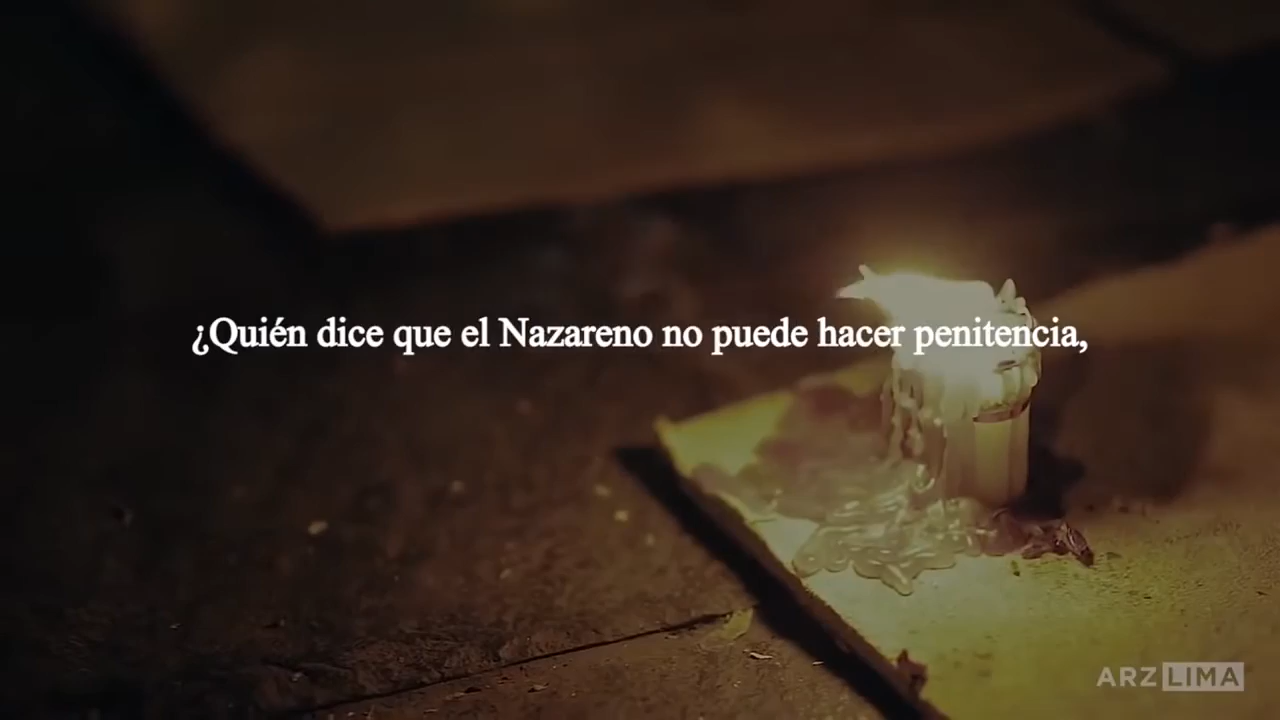 ¿Quién dice que el Nazareno no puede hacer penitencia,
ARZ LIMA